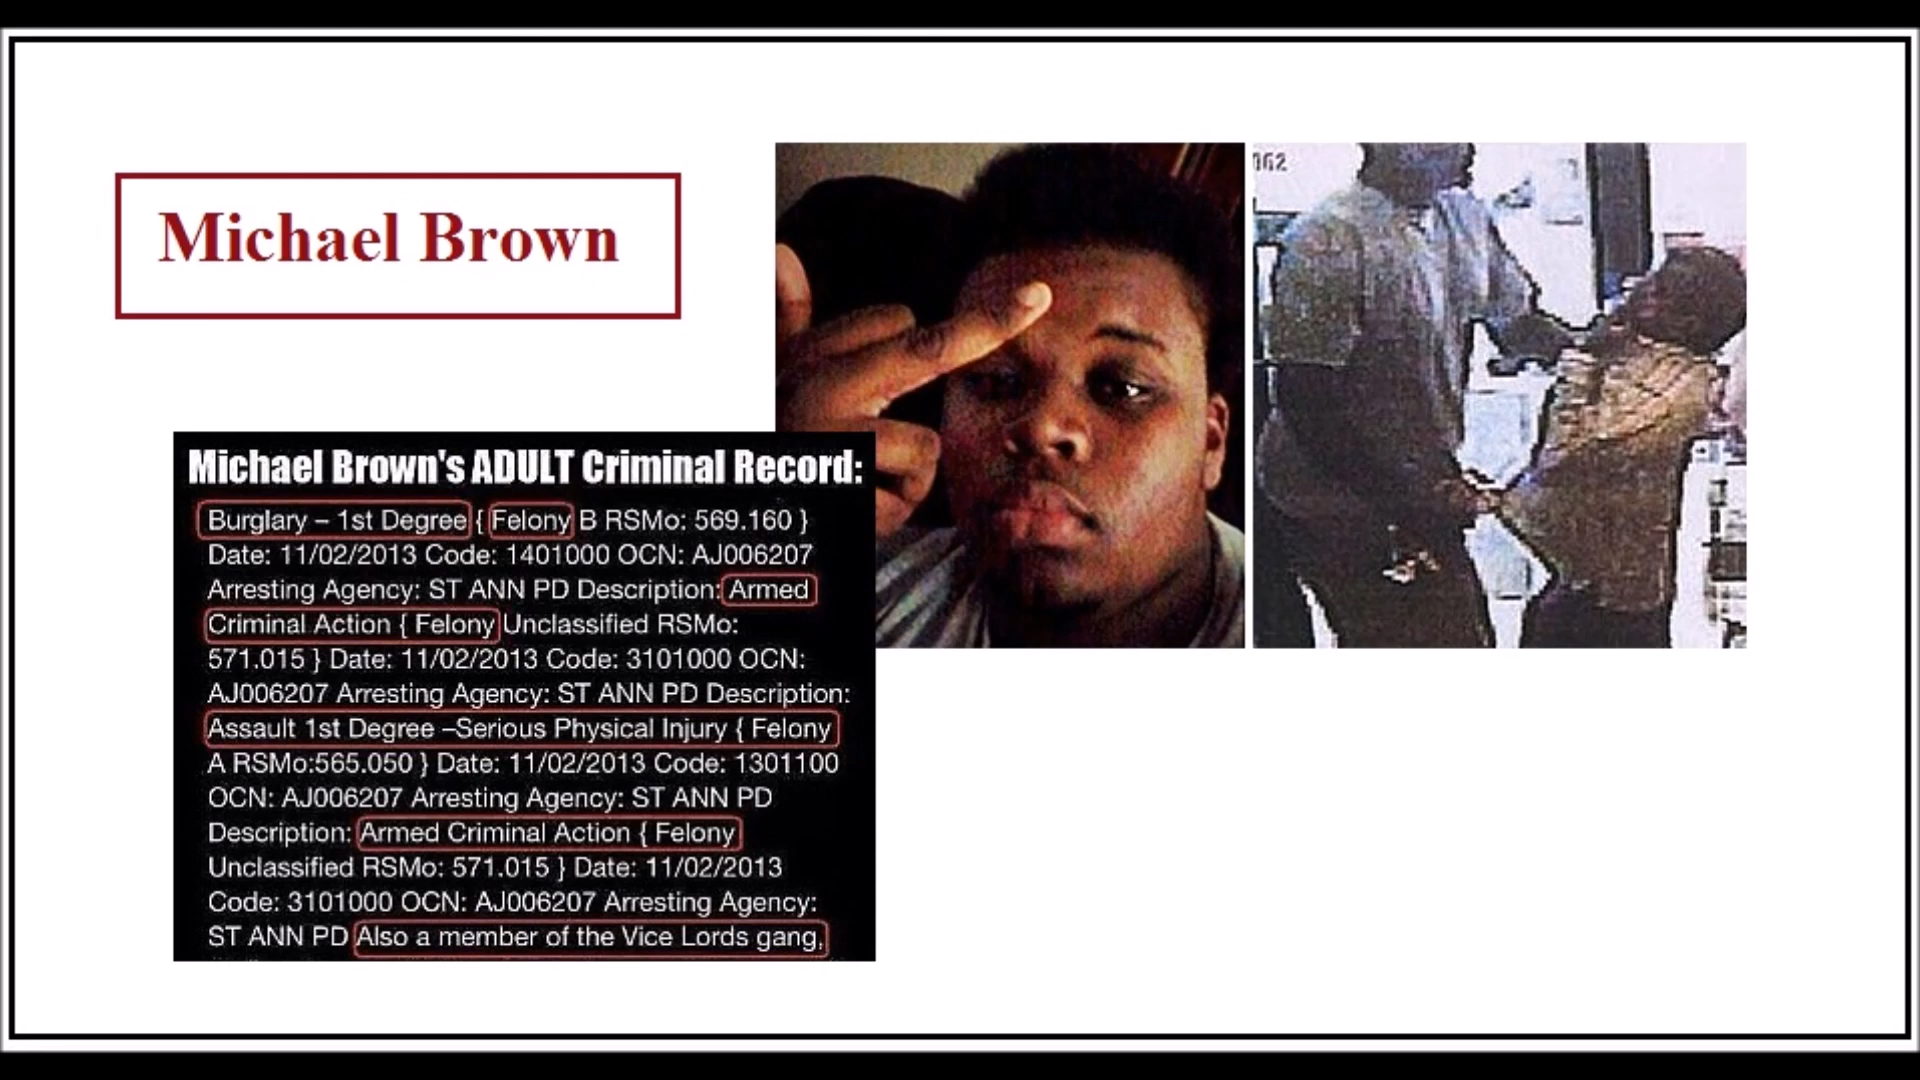 Michael Brown
062
Michael Brown's ADULT Criminal Record:
Burglary – 1st Degree { Felony B RSMo: 569.160 }
Date: 11/02/2013 Code: 1401000 OCN: AJ006207
Arresting Agency: ST ANN PD Description: Armed
Criminal Action { Felony Unclassified RSMo:
571.015 } Date: 11/02/2013 Code: 3101000 OCN:
AJ006207 Arresting Agency: ST ANN PD Description:
Assault 1st Degree –Serious Physical Injury { Felony
A RSMo:565.050 } Date: 11/02/2013 Code: 1301100
OCN: AJ006207 Arresting Agency: ST ANN PD
Description: Armed Criminal Action { Felony
Unclassified RSMo: 571.015 } Date: 11/02/2013
Code: 3101000 OCN: AJ006207 Arresting Agency:
ST ANN PD Also a member of the Vice Lords gang,